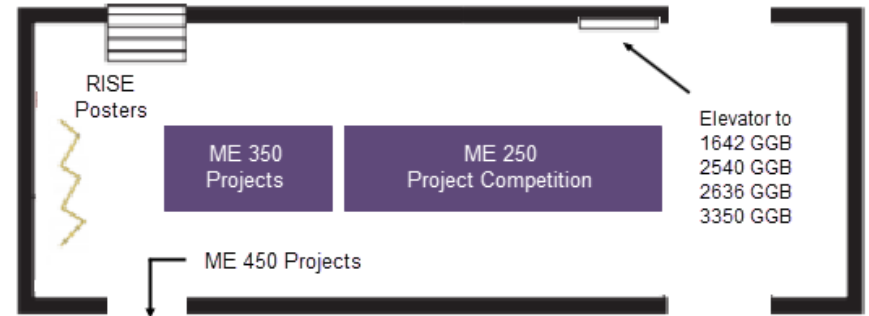 RISE
Posters
ME 350
Projects
ME 250
Project Competition
Elevator to
1642 GGB
2540 GGB
2636 GGB
3350 GGB
ME 450 Projects